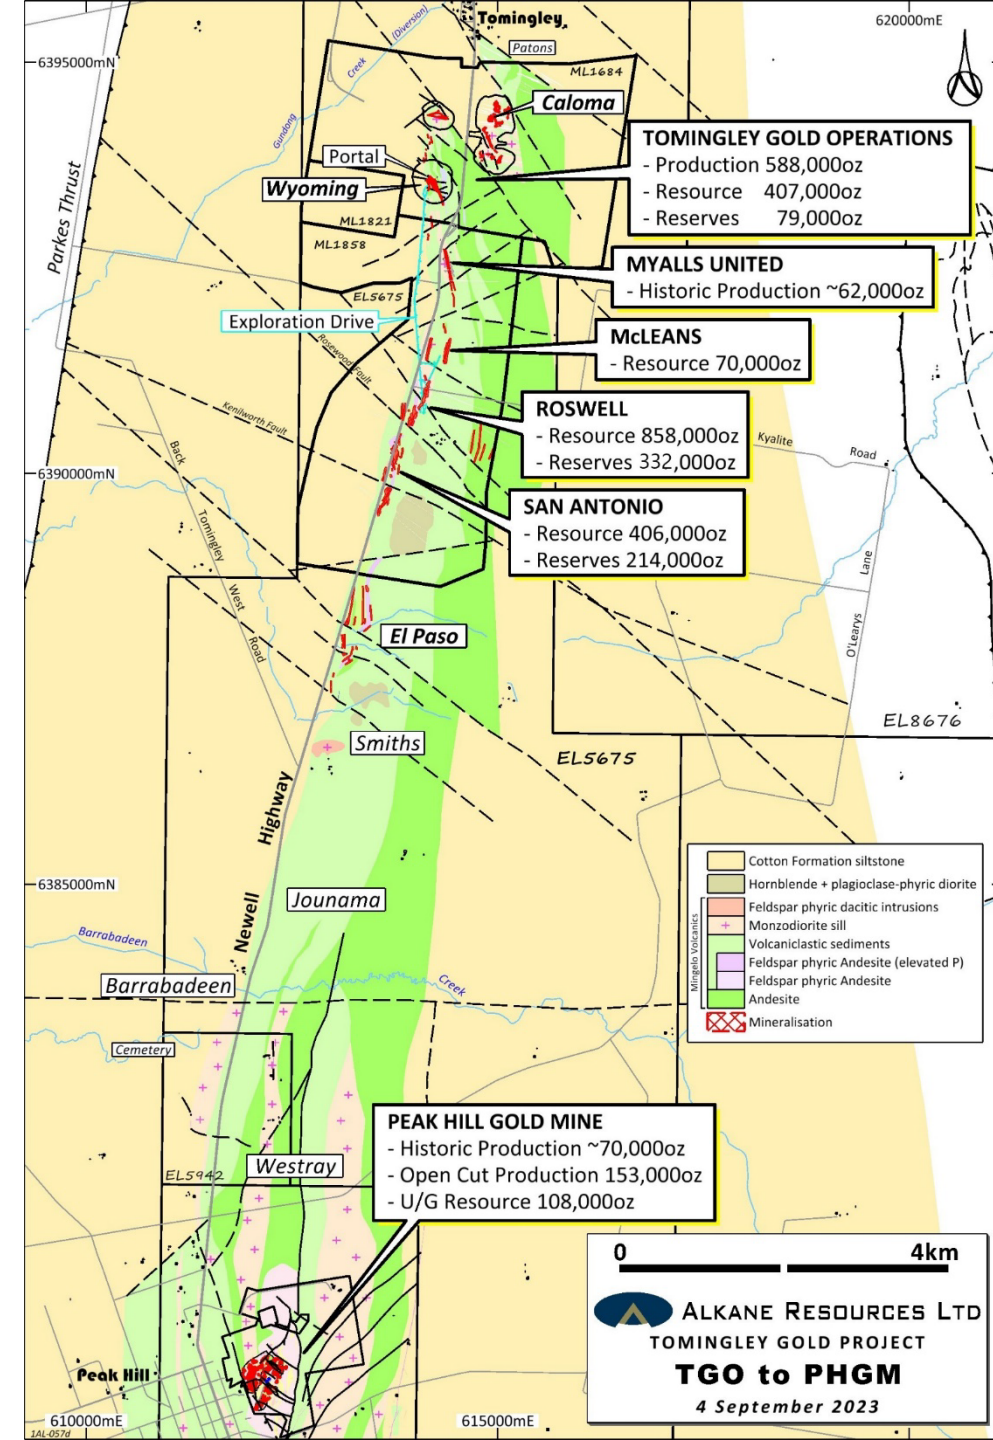 Tomingley
620000mE
(Diversion)
Patons
6395000mN
Creek
ML1684
Caloma
Gundong
TOMINGLEY GOLD OPERATIONS
- Production 588,000oz
- Resource 407,000oz
- Reserves 79,000oz
Portal
Wyoming
Parkes Thrust
ML1821
ML1858
MYALLS UNITED
- Historic Production ~62,000oz
EL5675
Exploration Drive
McLEANS
- Resource 70,000oz
Rosewood Fault
ROSWELL
- Resource 858,000oz
- Reserves 332,000oz
Kenilworth Fault
Kyalite Road
Back Tomingley West Road
6390000mN
SAN ANTONIO
- Resource 406,000oz
- Reserves 214,000oz
O'Learys Lane
El Paso
EL8676
Smiths
EL5675
Newell Highway
6385000mN
Cotton Formation siltstone
Hornblende + plagioclase-phyric diorite
Mingelo Volcanics
Feldspar phyric dacitic intrusions
Monzodiorite sill
Volcaniclastic sediments
Feldspar phyric Andesite (elevated P)
Feldspar phyric Andesite
Andesite
Mineralisation
Jounama
Barrabadeen
Creek
Barrabadeen
Cemetery
PEAK HILL GOLD MINE
- Historic Production ~70,000oz
- Open Cut Production 153,000oz
- U/G Resource 108,000oz
Westray
EL5942
0 4km
ALKANE RESOURCES LTD
TOMINGLEY GOLD PROJECT
TGO to PHGM
4 September 2023
Peak Hill
610000mE
615000mE
1AL-057d